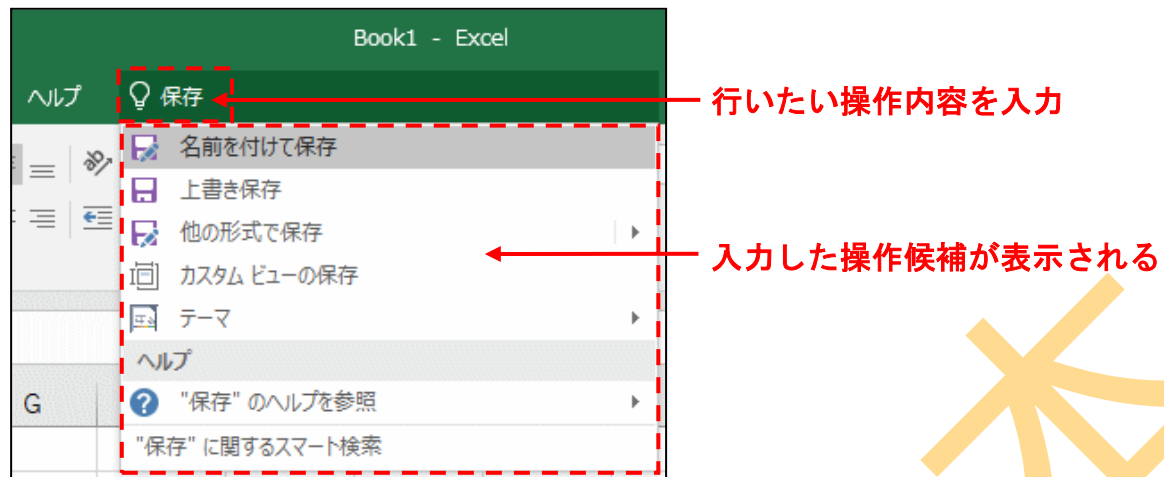 Book1 - Excel
ヘルプ 保存
行いたい操作内容を入力
名前を付けて保存
上書き保存
他の形式で保存
入力した操作候補が表示される
カスタム ビューの保存
テーマ
ヘルプ
G
"保存" のヘルプを参照
"保存" に関するスマート検索